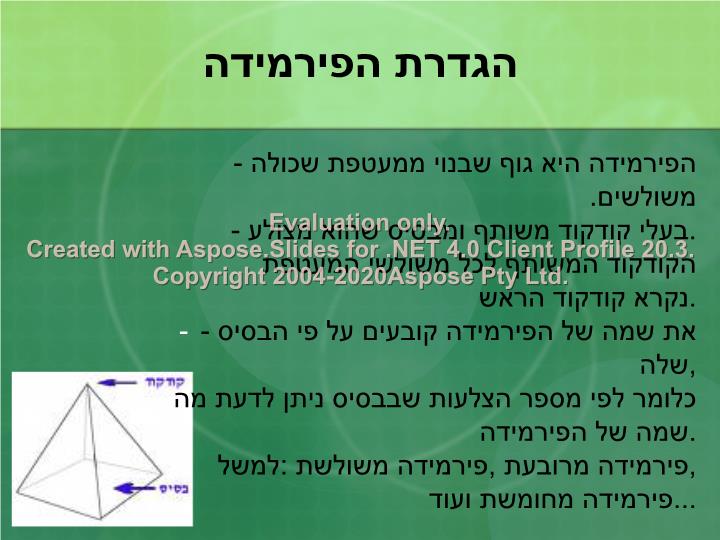 הגדרת הפירמידה
הפירמידה היא גוף שבנוי ממעטפת שכולה -
משולשים.
Evaluation only.
בעלי קודקוד משותף ומבסיס שהוא מצולע -.
Created with Aspose.Slides for .NET 4.0 Client Profile 20.3.
הקודקוד המשותף לכל משולשי המעטפת
Copyright 2004-2020Aspose Pty Ltd.
נקרא קודקוד הראש.
את שמה של הפירמידה קובעים על פי הבסיס - -
שלה,
קודקוד
כלומר לפי מספר הצלעות שבבסיס ניתן לדעת מה
שמה של הפירמידה.
למשל: פירמידה משולשת, פירמידה מרובעת,
בסיס
פירמידה מחומשת ועוד...